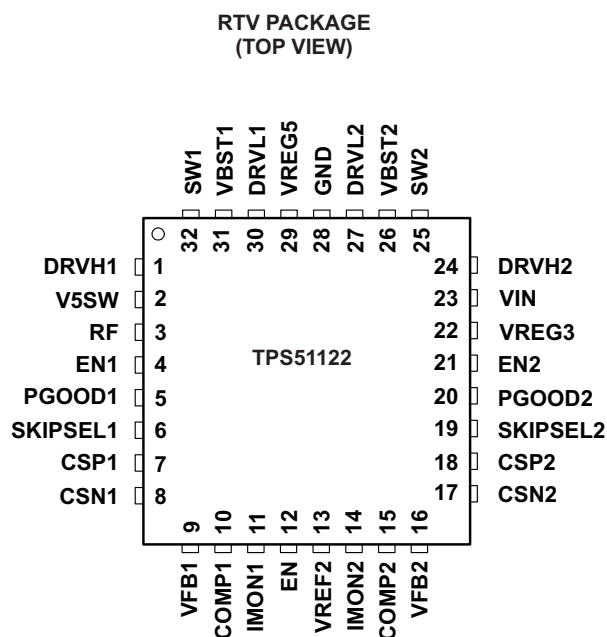 RTV PACKAGE
(TOP VIEW)
SW1
VBST1
DRVL1
VREG5
GND
DRVL2
VBST2
SW2
32 31 30 29 28 27 26 25
DRVH1 1 24 DRVH2
V5SW 2 23 VIN
RF 3 22 VREG3
EN1 4 TPS51122 21 EN2
PGOOD1 5 20 PGOOD2
SKIPSEL1 6 19 SKIPSEL2
CSP1 7 18 CSP2
CSN1 8 17 CSN2
9 10 11 12 13 14 15 16
VFB1
COMP1
IMON1
EN
VREF2
IMON2
COMP2
VFB2